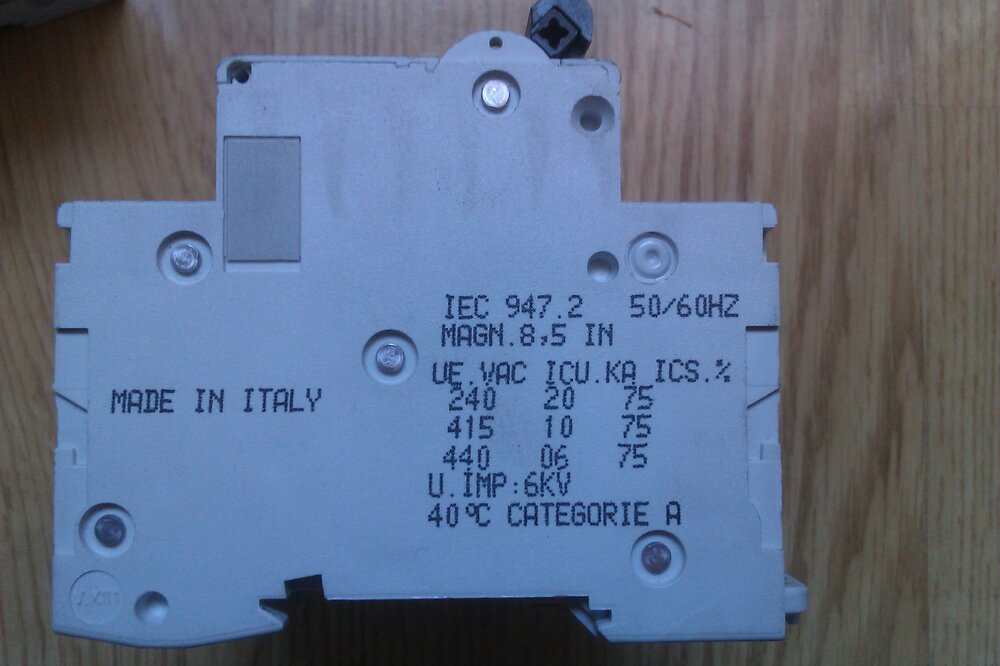 IEC 947.2 50/60HZ
MAGN.8,5 IN
UE.VAC ICU.KA ICS.%
240 20 75
MADE IN ITALY
415 10 75
440 06 75
U.IMP:6KV
40°C CATEGORIE A